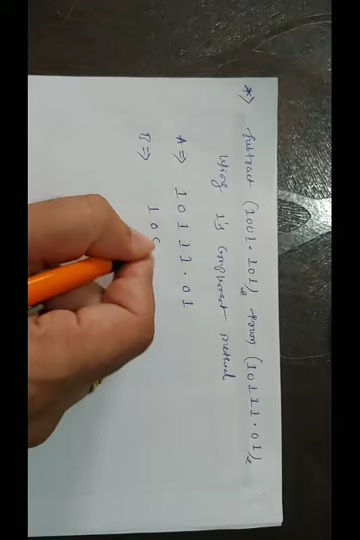 *) Subtract (1001.101)₂ from (10111.01)₂
Using 1's complement method
A ⇒ 10111.01
B ⇒ 10